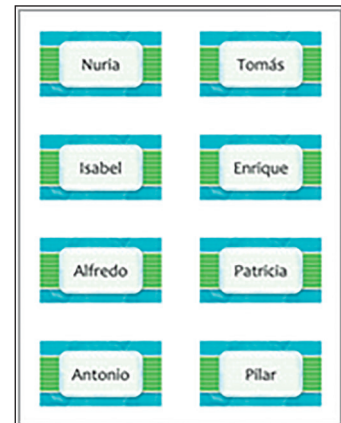 Nuria
Tomás
Isabel
Enrique
Alfredo
Patricia
Antonio
Pilar